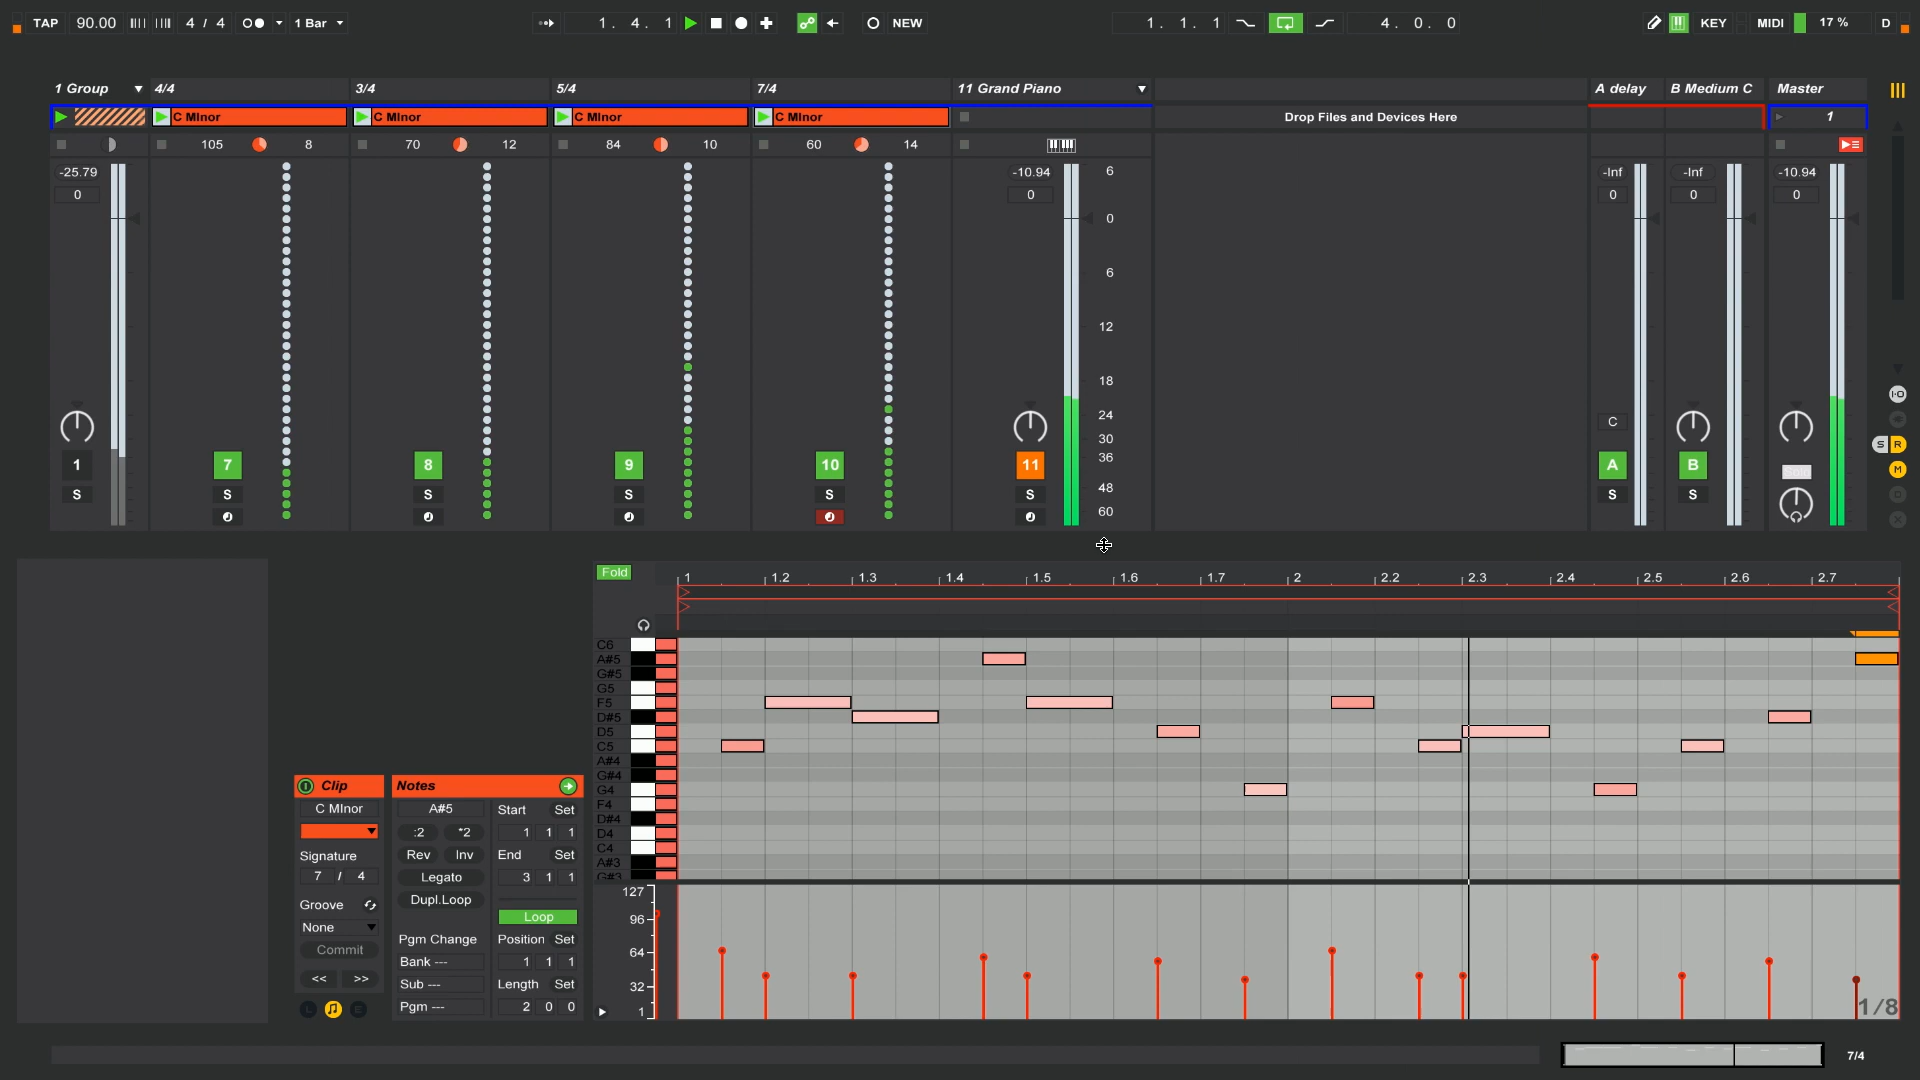 TAP 90.00 4 / 4 1 Bar 1. 4. 1 NEW 1. 1. 1 4. 0. 0 KEY MIDI 17 % D
1 Group 4/4 3/4 5/4 7/4 11 Grand Piano A delay B Medium C Master
C MInor C MInor C MInor C MInor Drop Files and Devices Here 1
105 8 70 12 84 10 60 14
-25.79 -10.94 6 -Inf -Inf -10.94
0 0 0 0 0
0
6
12
18
24
C
30
36
1 7 8 9 10 11 A B
S R
M
48
S S S S S S S S
60
Fold 1 1.2 1.3 1.4 1.5 1.6 1.7 2 2.2 2.3 2.4 2.5 2.6 2.7
C6
A#5
G#5
G5
F5
D#5
D5
C5
A#4
G#4
G4
F4
D#4
D4
C4
A#3
G#3
Clip Notes
C MInor A#5 Start Set
:2 *2 1 1 1
Signature Rev Inv End Set
7 / 4 Legato 3 1 1
Groove Dupl.Loop
None Loop
Commit Pgm Change Position Set
Bank --- 1 1 1
<< >> Sub --- Length Set
L E Pgm --- 2 0 0
127
96
64
32
1
1/8
7/4